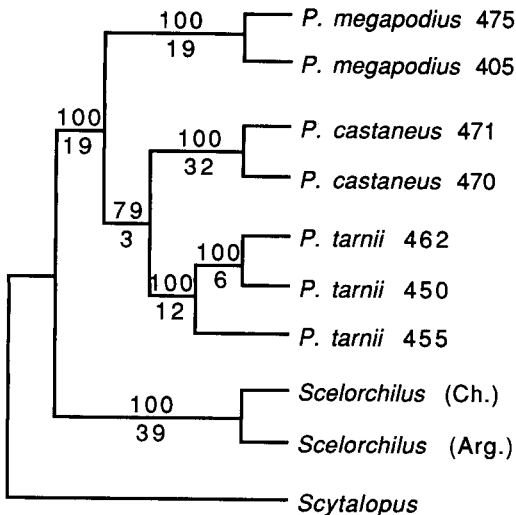 100
P. megapodius 475
19
P. megapodius 405
100
19
100
P. castaneus 471
32
P. castaneus 470
79
3
P. tarnii 462
100
6
100
12
P. tarnii 450
P. tarnii 455
Scelorchilus (Ch.)
100
39
Scelorchilus (Arg.)
Scytalopus